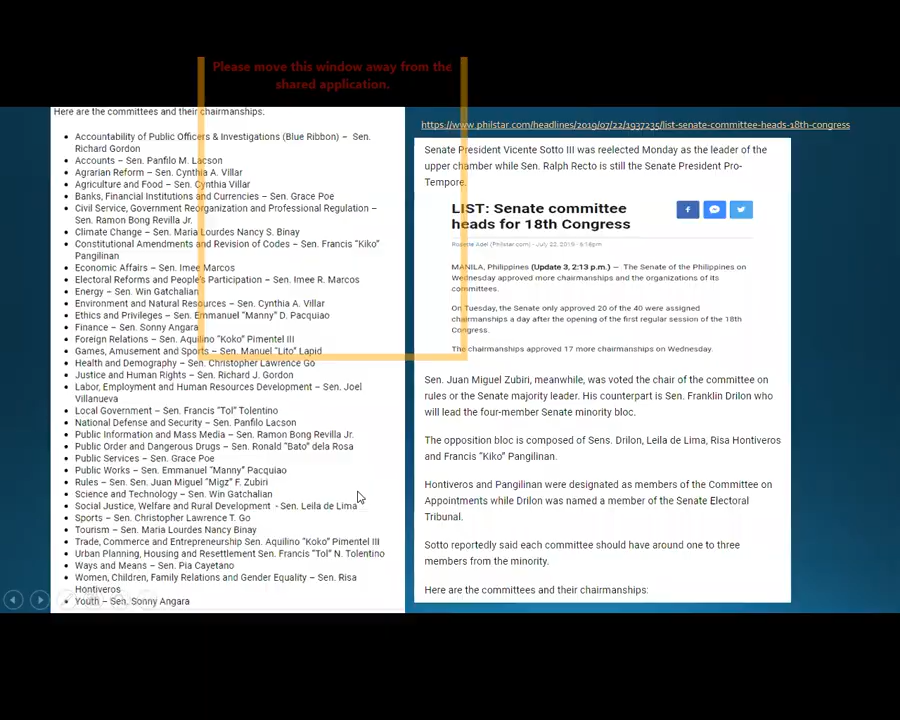 Please move this window away from the
shared application.
Here are the committees and their chairmanships:
Accountability of Public Officers & Investigations (Blue Ribbon) – Sen.
Richard Gordon
Accounts – Sen. Panfilo M. Lacson
Agrarian Reform – Sen. Cynthia A. Villar
Agriculture and Food – Sen. Cynthia Villar
Banks, Financial Institutions and Currencies – Sen. Grace Poe
Civil Service, Government Reorganization and Professional Regulation –
Sen. Ramon Bong Revilla Jr.
Climate Change – Sen. Maria Lourdes Nancy S. Binay
Constitutional Amendments and Revision of Codes – Sen. Francis "Kiko"
Pangilinan
Economic Affairs – Sen. Imee Marcos
Electoral Reforms and People's Participation – Sen. Imee R. Marcos
Energy – Sen. Win Gatchalian
Environment and Natural Resources – Sen. Cynthia A. Villar
Ethics and Privileges – Sen. Emmanuel "Manny" D. Pacquiao
Finance – Sen. Sonny Angara
Foreign Relations – Sen. Aquilino "Koko" Pimentel III
Games, Amusement and Sports – Sen. Manuel "Lito" Lapid
Health and Demography – Sen. Christopher Lawrence Go
Justice and Human Rights – Sen. Richard J. Gordon
Labor, Employment and Human Resources Development – Sen. Joel
Villanueva
Local Government – Sen. Francis "Tol" Tolentino
National Defense and Security – Sen. Panfilo Lacson
Public Information and Mass Media – Sen. Ramon Bong Revilla Jr.
Public Order and Dangerous Drugs – Sen. Ronald "Bato" dela Rosa
Public Services – Sen. Grace Poe
Public Works – Sen. Emmanuel "Manny" Pacquiao
Rules – Sen. Sen. Juan Miguel "Migz" F. Zubiri
Science and Technology – Sen. Win Gatchalian
Social Justice, Welfare and Rural Development - Sen. Leila de Lima
Sports – Sen. Christopher Lawrence T. Go
Tourism – Sen. Maria Lourdes Nancy Binay
Trade, Commerce and Entrepreneurship Sen. Aquilino "Koko" Pimentel III
Urban Planning, Housing and Resettlement Sen. Francis "Tol" N. Tolentino
Ways and Means – Sen. Pia Cayetano
Women, Children, Family Relations and Gender Equality – Sen. Risa
Hontiveros
Youth – Sen. Sonny Angara
https://www.philstar.com/headlines/2019/07/22/1937235/list-senate-committee-heads-18th-congress
Senate President Vicente Sotto III was reelected Monday as the leader of the
upper chamber while Sen. Ralph Recto is still the Senate President Pro-
Tempore.
LIST: Senate committee
heads for 18th Congress
Rosette Adel (Philstar.com) - July 22, 2019 - 6:16pm
MANILA, Philippines (Update 3, 2:13 p.m.) — The Senate of the Philippines on
Wednesday approved more chairmanships and the organizations of its
committees.
On Tuesday, the Senate only approved 20 of the 40 were assigned
chairmanships a day after the opening of the first regular session of the 18th
Congress.
The chairmanships approved 17 more chairmanships on Wednesday.
Sen. Juan Miguel Zubiri, meanwhile, was voted the chair of the committee on
rules or the Senate majority leader. His counterpart is Sen. Franklin Drilon who
will lead the four-member Senate minority bloc.
The opposition bloc is composed of Sens. Drilon, Leila de Lima, Risa Hontiveros
and Francis "Kiko" Pangilinan.
Hontiveros and Pangilinan were designated as members of the Committee on
Appointments while Drilon was named a member of the Senate Electoral
Tribunal.
Sotto reportedly said each committee should have around one to three
members from the minority.
Here are the committees and their chairmanships: